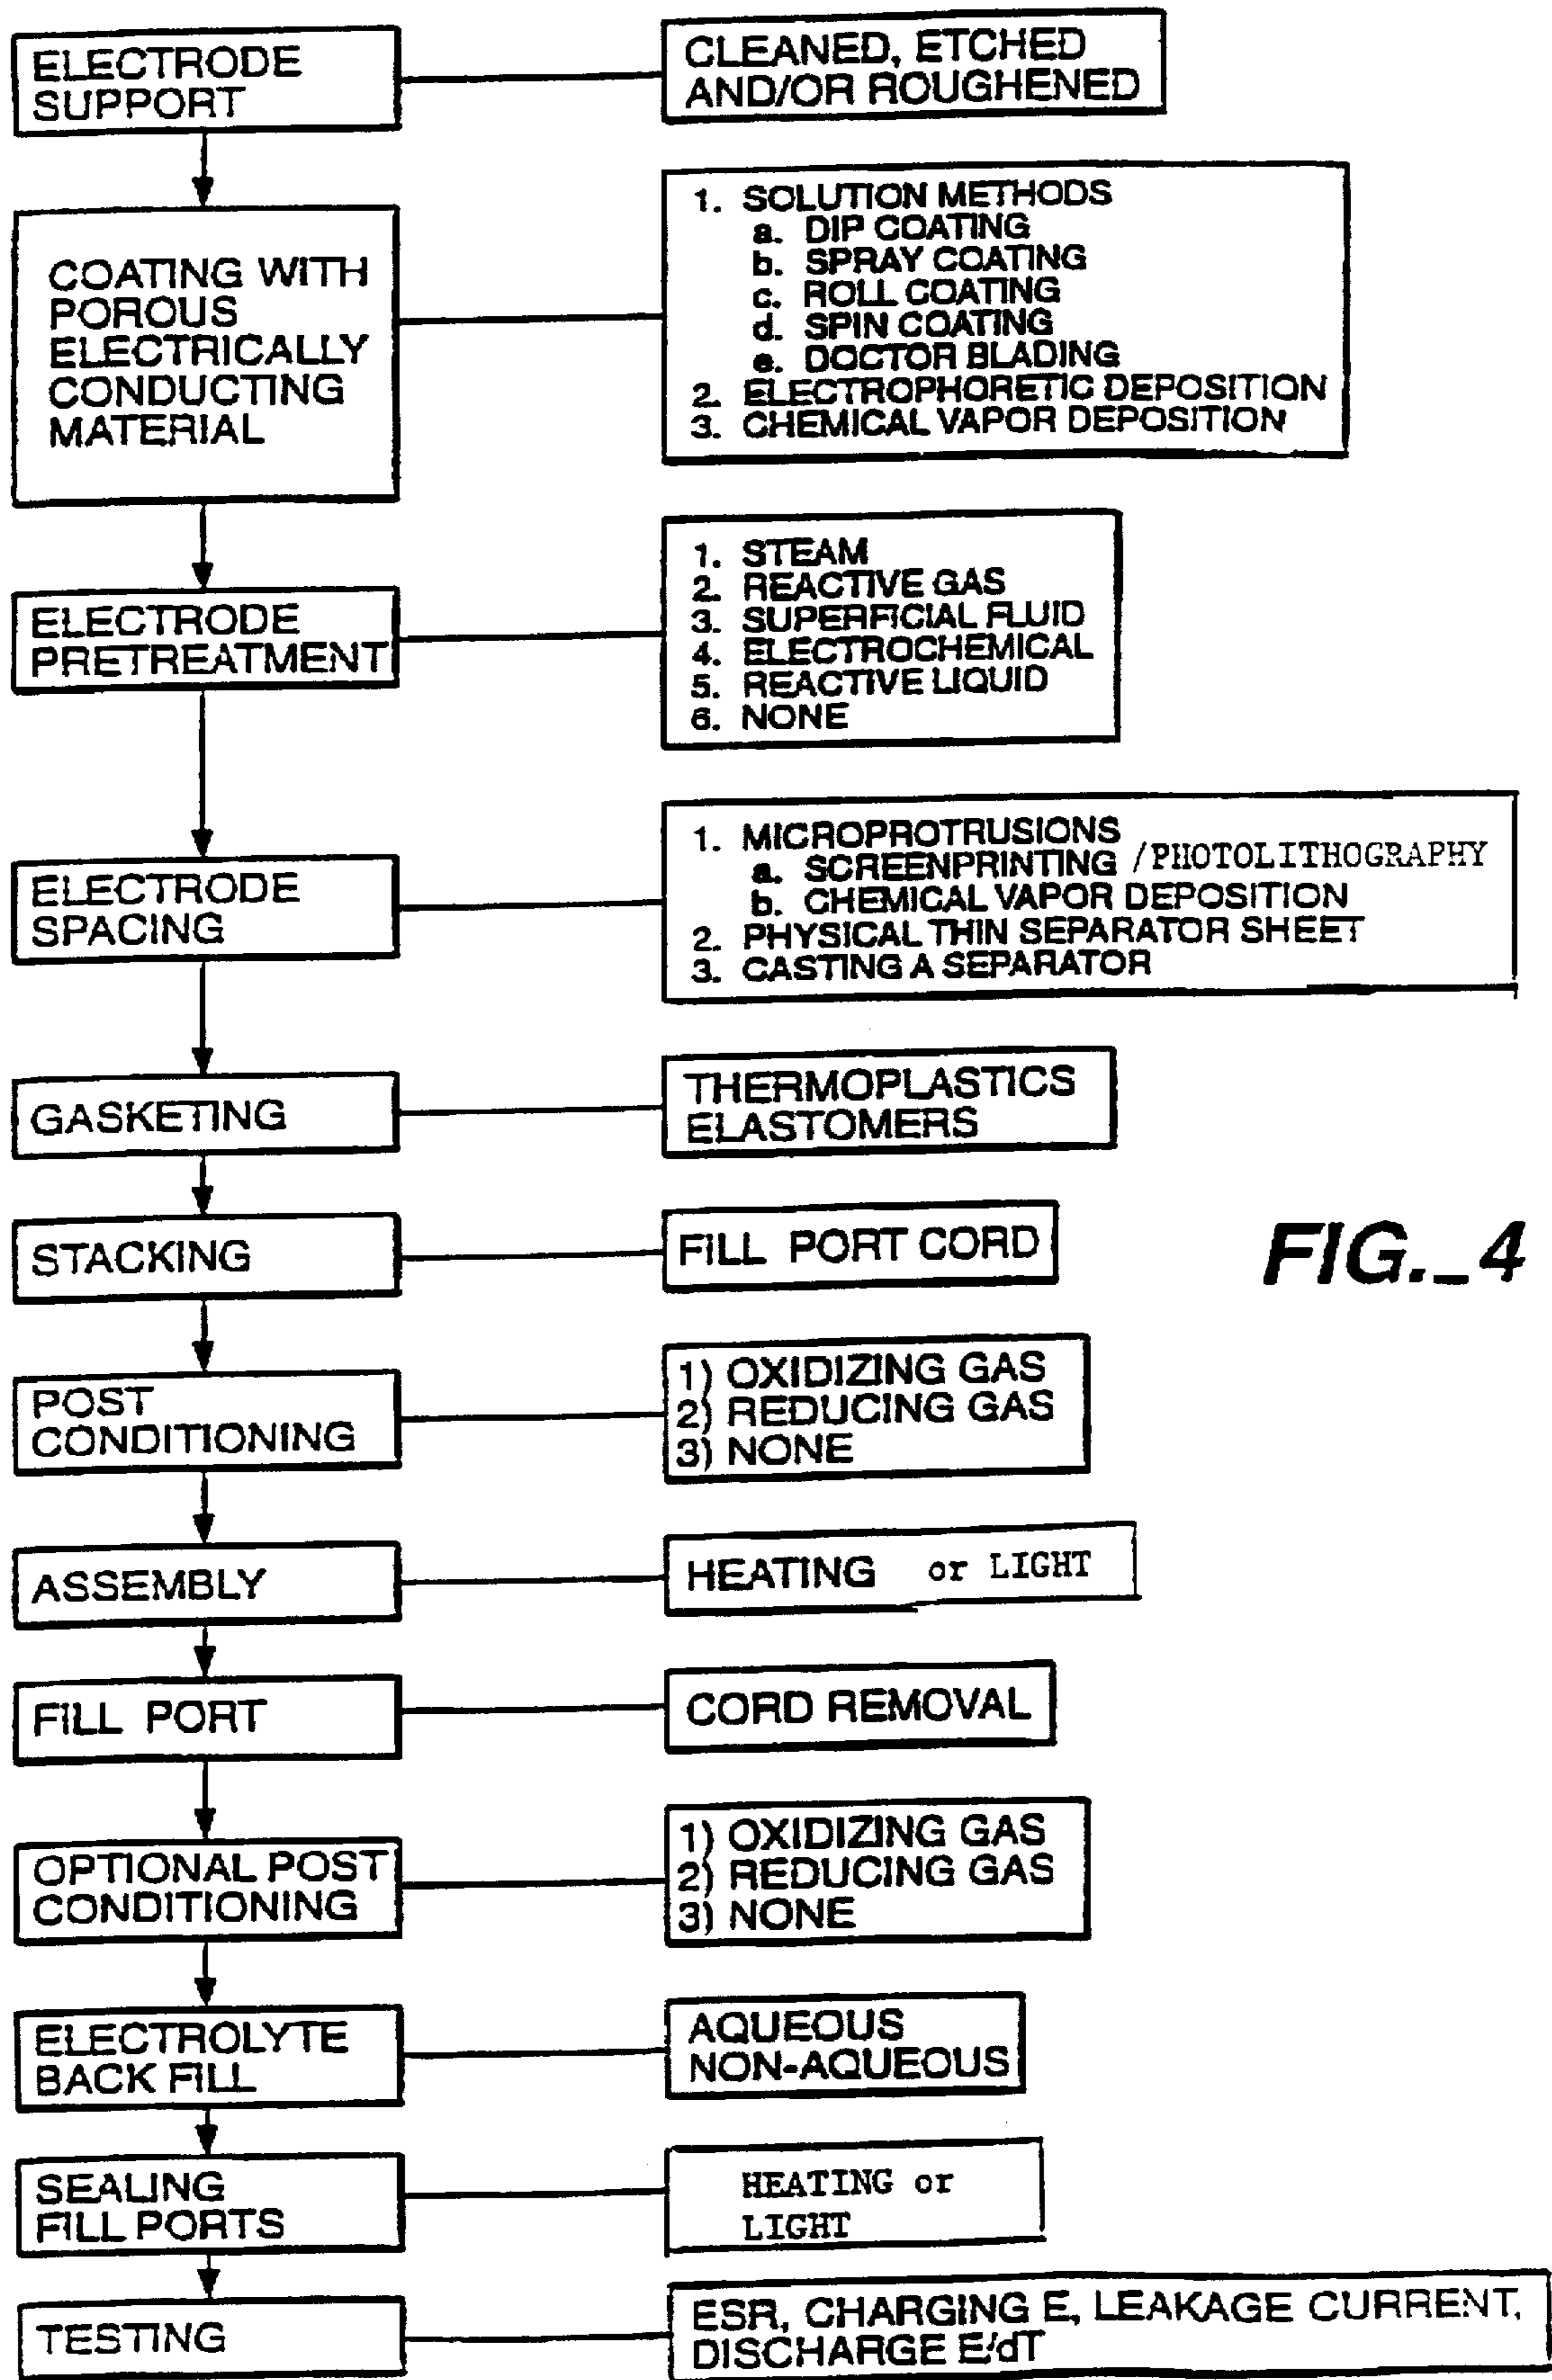 ELECTRODE
SUPPORT
CLEANED, ETCHED
AND/OR ROUGHENED
COATING WITH
POROUS
ELECTRICALLY
CONDUCTING
MATERIAL
1. SOLUTION METHODS
a. DIP COATING
b. SPRAY COATING
c. ROLL COATING
d. SPIN COATING
e. DOCTOR BLADING
2. ELECTROPHORETIC DEPOSITION
3. CHEMICAL VAPOR DEPOSITION
ELECTRODE
PRETREATMENT
1. STEAM
2. REACTIVE GAS
3. SUPERFICIAL FLUID
4. ELECTROCHEMICAL
5. REACTIVE LIQUID
6. NONE
ELECTRODE
SPACING
1. MICROPROTRUSIONS
a. SCREENPRINTING /PHOTOLITHOGRAPHY
b. CHEMICAL VAPOR DEPOSITION
2. PHYSICAL THIN SEPARATOR SHEET
3. CASTING A SEPARATOR
GASKETING
THERMOPLASTICS
ELASTOMERS
STACKING
FILL PORT CORD
FIG._4
POST
CONDITIONING
1) OXIDIZING GAS
2) REDUCING GAS
3) NONE
ASSEMBLY
HEATING or LIGHT
FILL PORT
CORD REMOVAL
OPTIONAL POST
CONDITIONING
1) OXIDIZING GAS
2) REDUCING GAS
3) NONE
ELECTROLYTE
BACK FILL
AQUEOUS
NON-AQUEOUS
SEALING
FILL PORTS
HEATING or
LIGHT
TESTING
ESR, CHARGING E, LEAKAGE CURRENT,
DISCHARGE E/dT